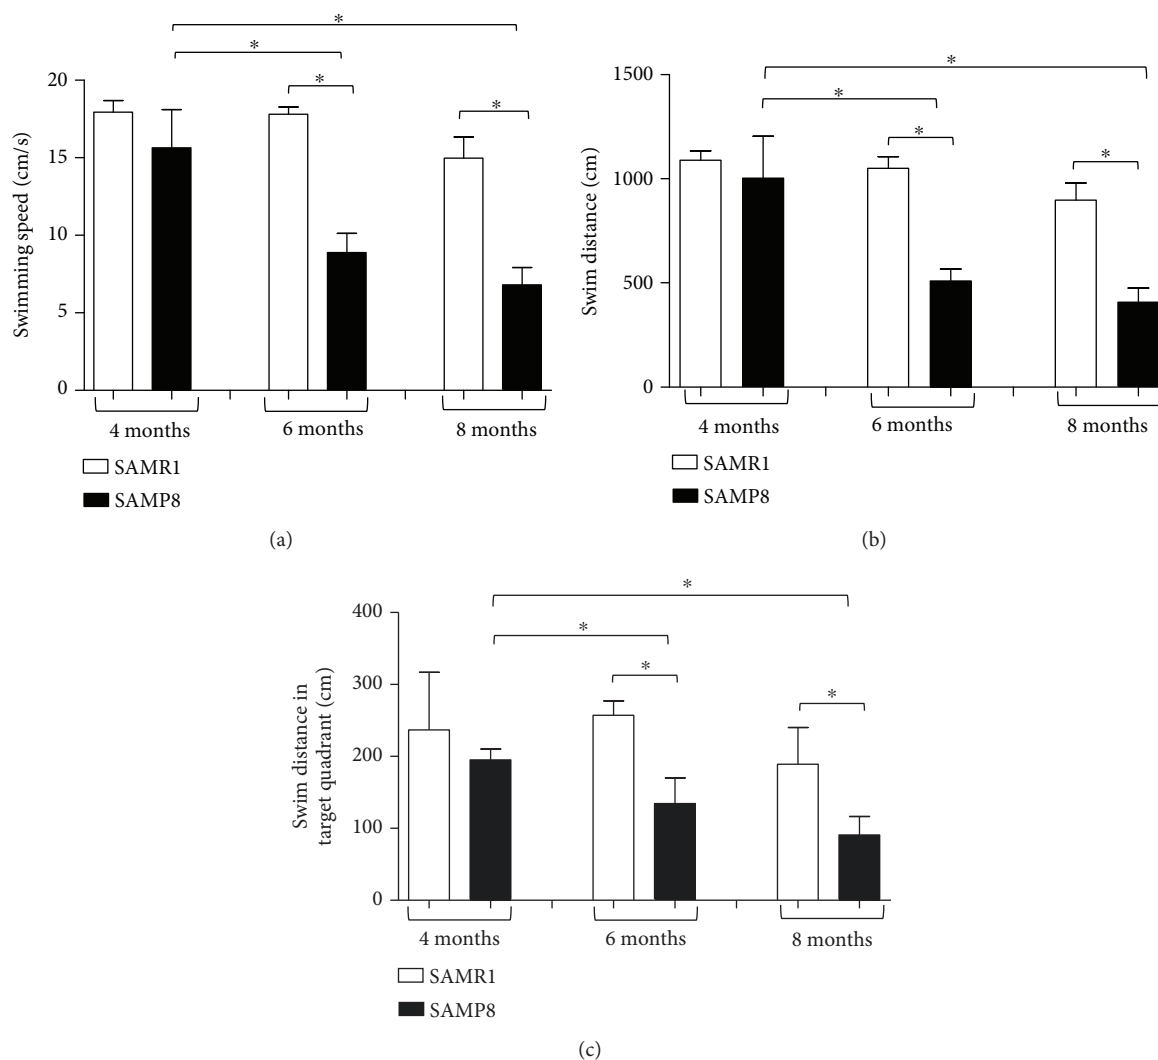 *
*
*
*
20
15
10
5
0
Swimming speed (cm/s)
4 months
6 months
8 months
SAMR1
SAMP8
(a)
*
*
*
*
1500
1000
500
0
Swim distance (cm)
4 months
6 months
8 months
SAMR1
SAMP8
(b)
*
*
*
*
400
300
200
100
0
Swim distance in
target quadrant (cm)
4 months
6 months
8 months
SAMR1
SAMP8
(c)